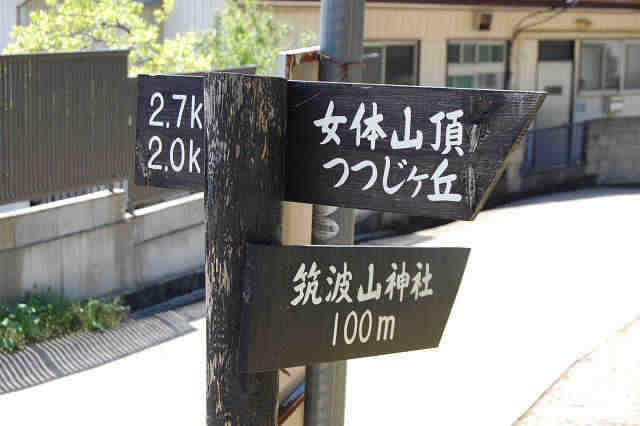 2.7k
2.0k
女体山頂
つつじヶ丘
筑波山神社
100m